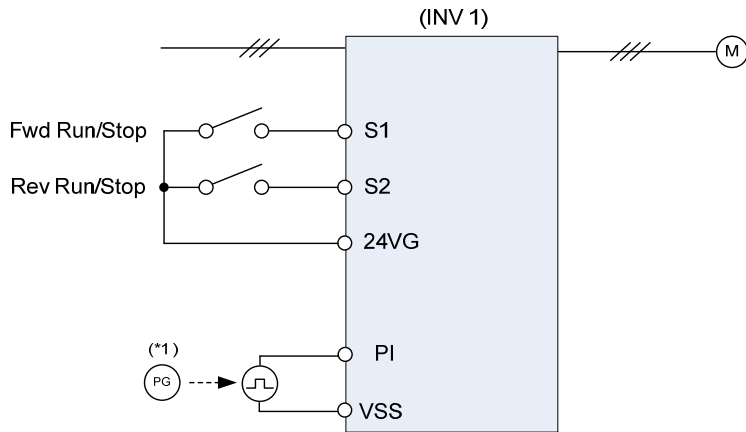 (INV 1)
M
Fwd Run/Stop
S1
Rev Run/Stop
S2
24VG
(*1)
PG
PI
VSS